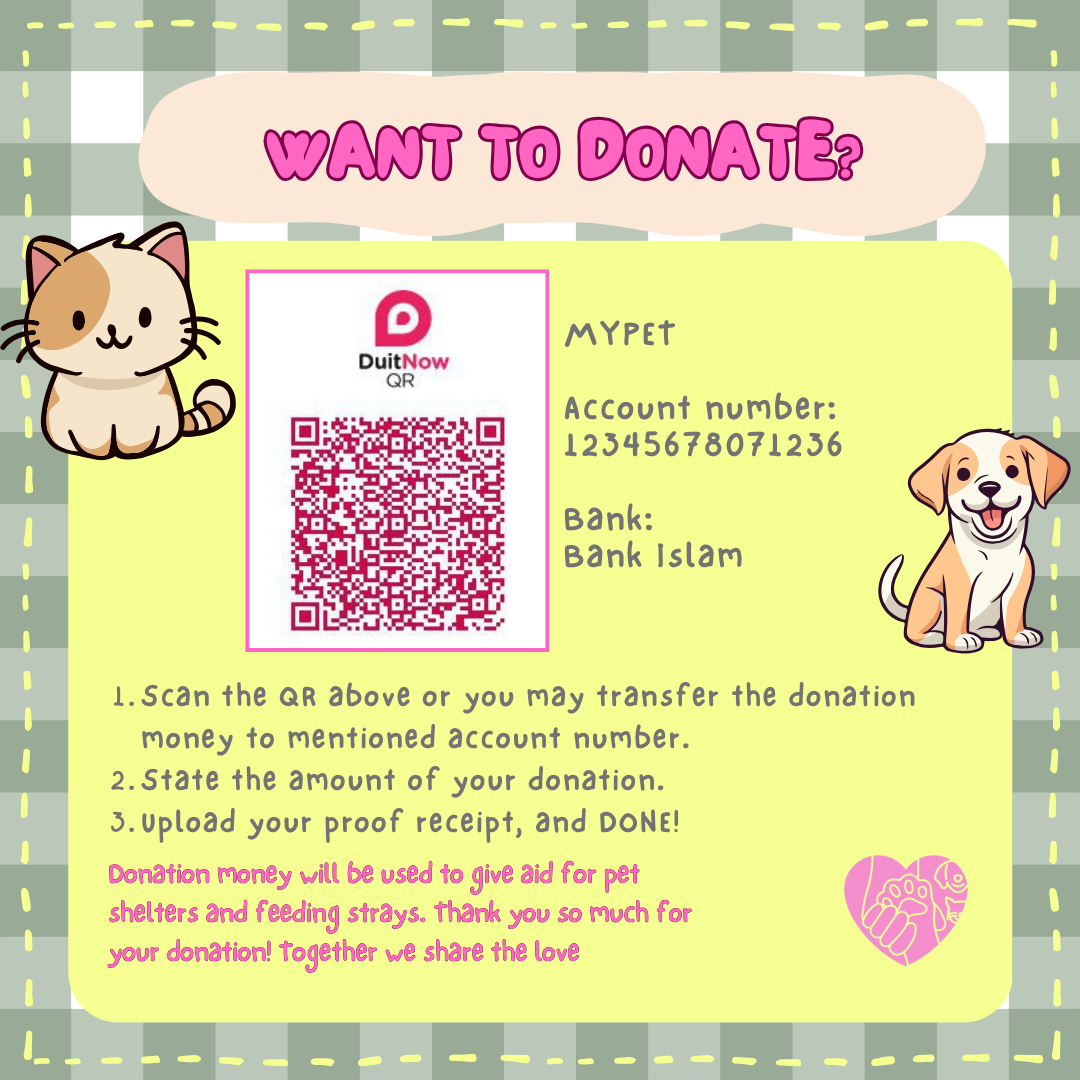 WANT TO DONATE?
DuitNow
QR
MYPET
Account number:
12345678071236
Bank:
Bank Islam
1. Scan the QR above or you may transfer the donation
money to mentioned account number.
2. State the amount of your donation.
3. Upload your proof receipt, and DONE!
Donation money will be used to give aid for pet
shelters and feeding strays. Thank you so much for
your donation! Together we share the love